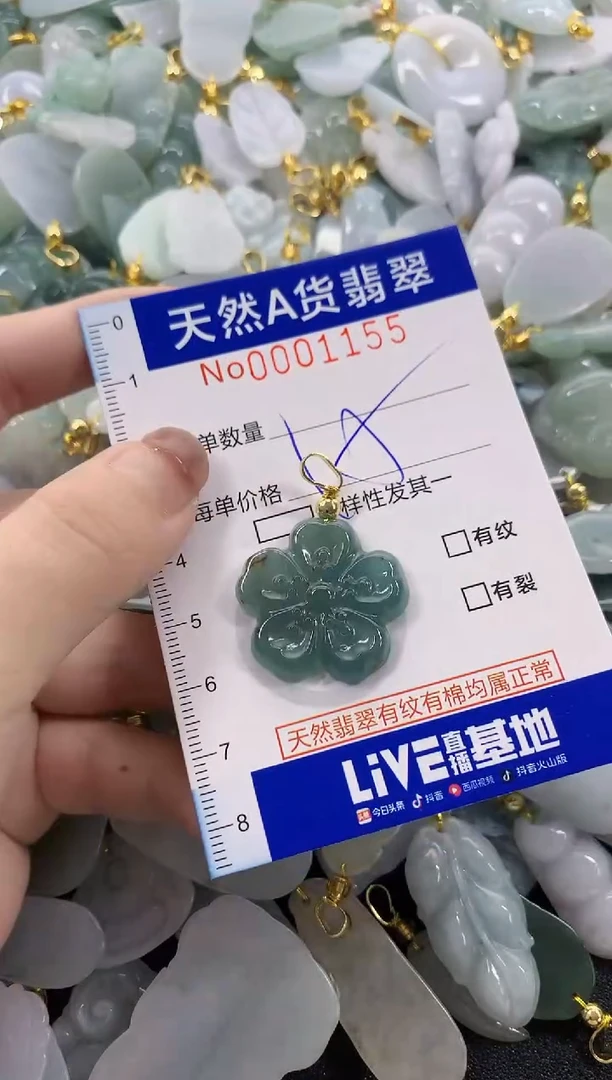 天然A货翡翠
No0001155
0
1
单数量
每单价格
样性发其一
4
有纹
5
有裂
6
天然翡翠有纹有棉均属正常
7
LiVE直播基地
今日头条 抖音 西瓜视频 抖音火山版
8